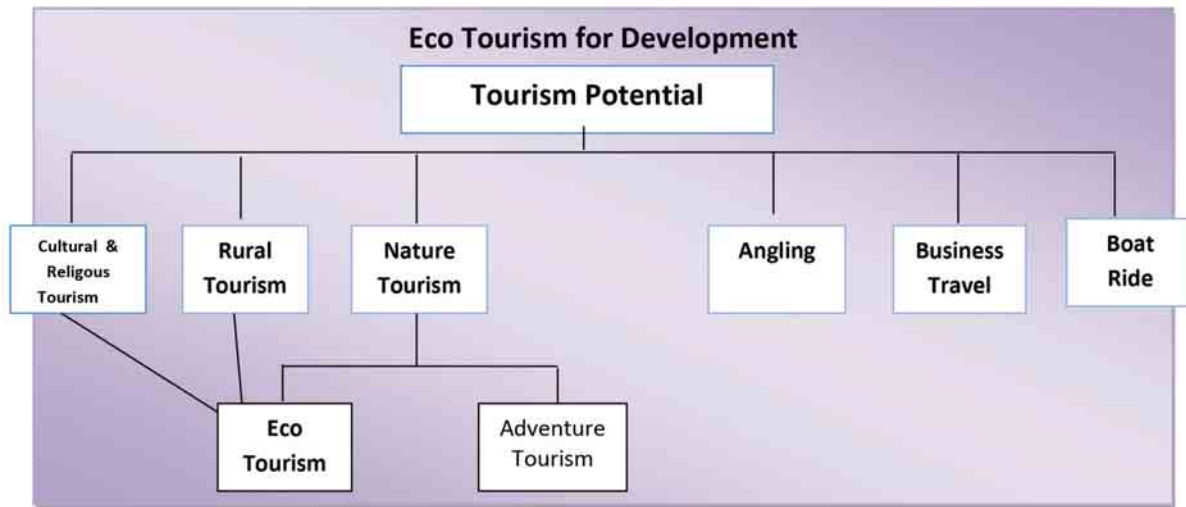 Eco Tourism for Development
Tourism Potential
Cultural &
Religous
Tourism
Rural
Tourism
Nature
Tourism
Angling
Business
Travel
Boat
Ride
Eco
Tourism
Adventure
Tourism